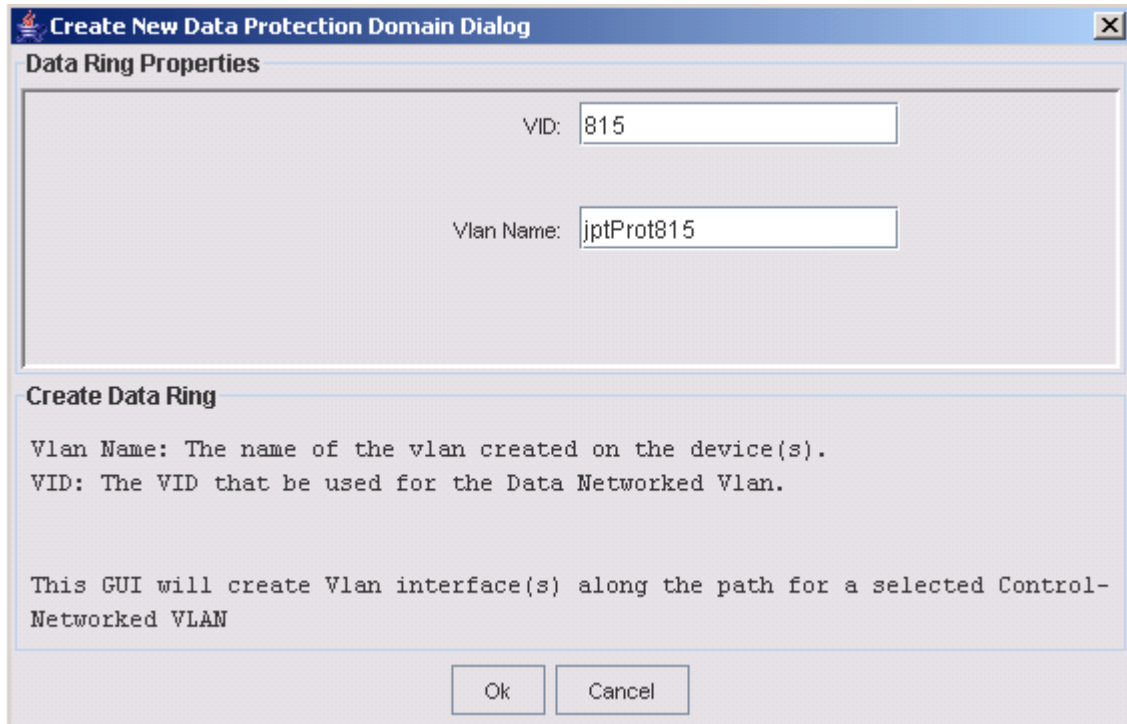 Create New Data Protection Domain Dialog
Data Ring Properties
VID: 815
Vlan Name: jptProt815
Create Data Ring
Vlan Name: The name of the vlan created on the device(s).
VID: The VID that be used for the Data Networked Vlan.
This GUI will create Vlan interface(s) along the path for a selected Control-
Networked VLAN
Ok Cancel